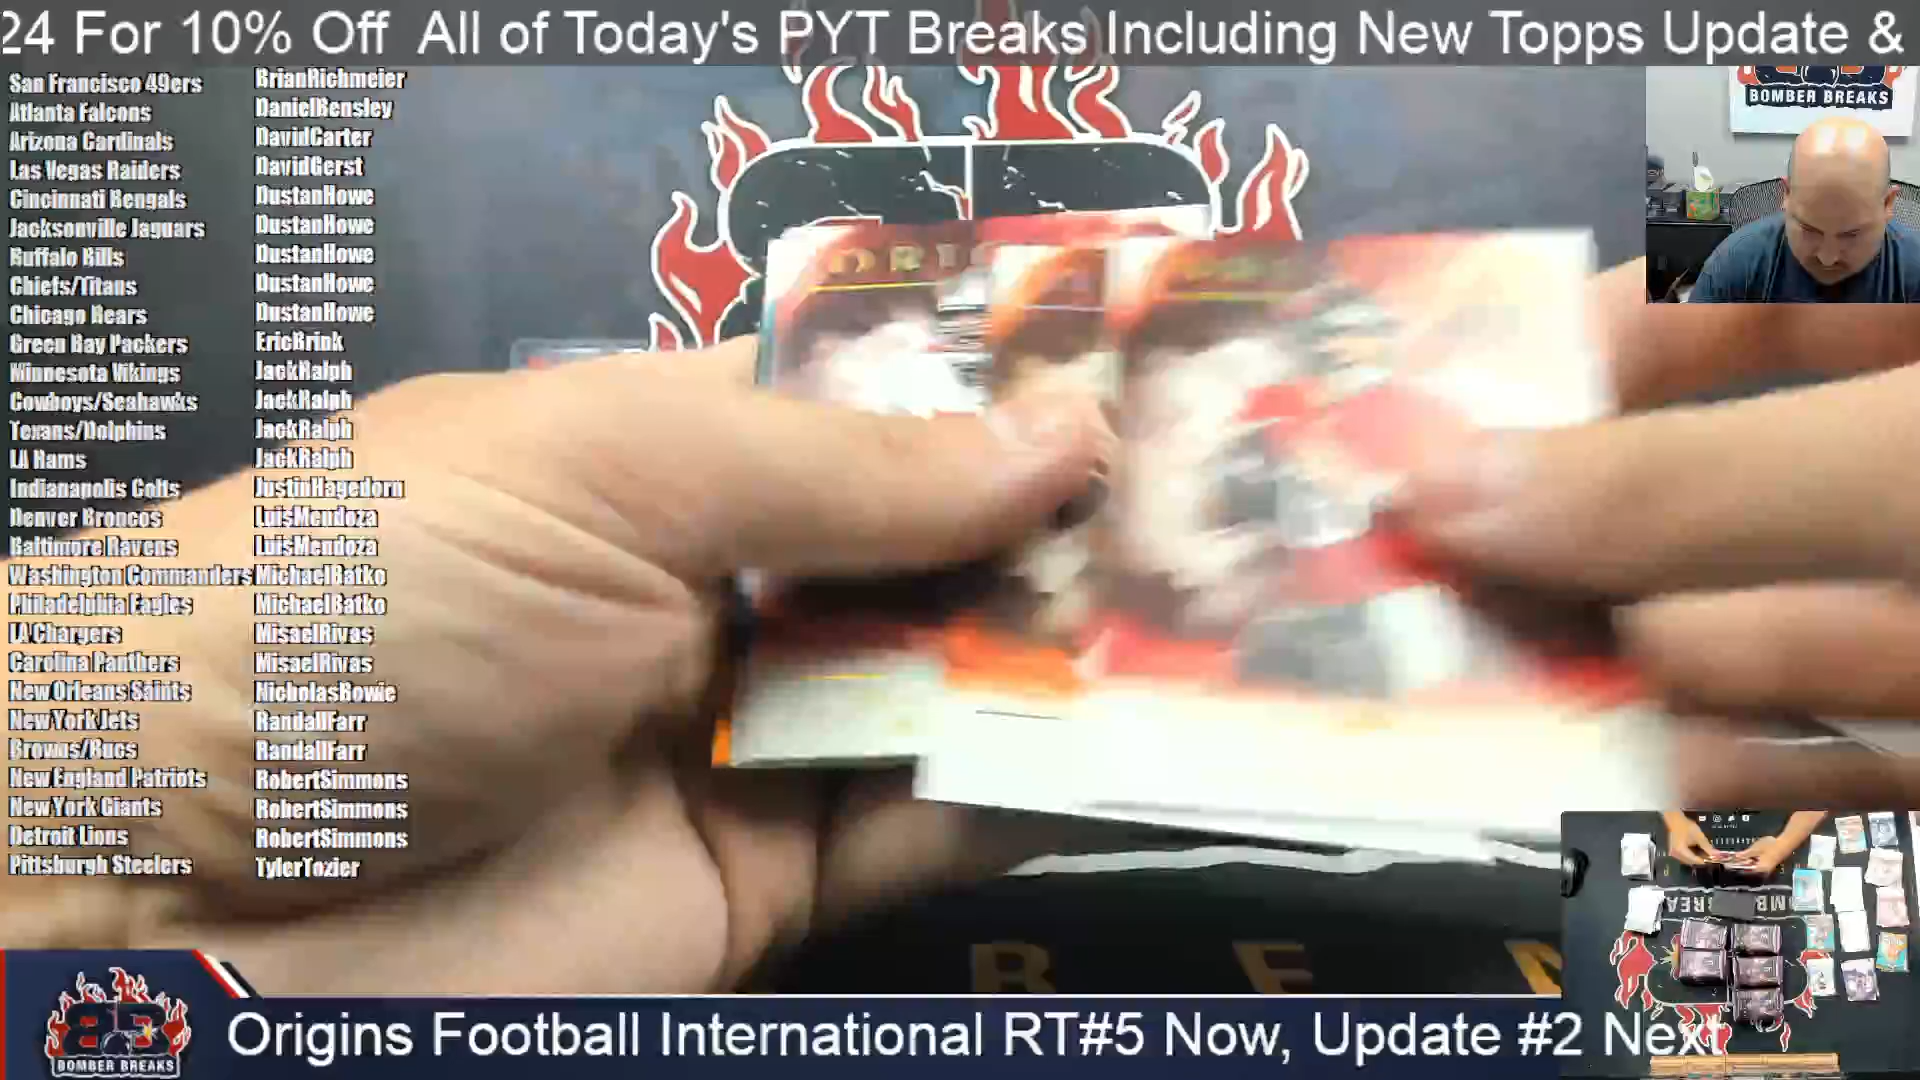 24 For 10% Off All of Today's PYT Breaks Including New Topps Update &
San Francisco 49ers BrianRichmeier
Atlanta Falcons DanielBensley
Arizona Cardinals DavidCarter
Las Vegas Raiders DavidGerst
Cincinnati Bengals DustanHowe
Jacksonville Jaguars DustanHowe
Buffalo Bills DustanHowe
Chiefs/Titans DustanHowe
Chicago Bears DustanHowe
Green Bay Packers EricBrink
Minnesota Vikings JackRalph
Cowboys/Seahawks JackRalph
Texans/Dolphins JackRalph
LA Rams JackRalph
Indianapolis Colts JustinHagedorn
Denver Broncos LuisMendoza
Baltimore Ravens LuisMendoza
Washington Commanders MichaelBatko
Philadelphia Eagles MichaelBatko
LA Chargers MisaelRivas
Carolina Panthers MisaelRivas
New Orleans Saints NicholasBowie
New York Jets RandallFarr
Browns/Bucs RandallFarr
New England Patriots RobertSimmons
New York Giants RobertSimmons
Detroit Lions RobertSimmons
Pittsburgh Steelers TylerTozier
BOMBER BREAKS
BOMBER BREAKS
Origins Football International RT#5 Now, Update #2 Next